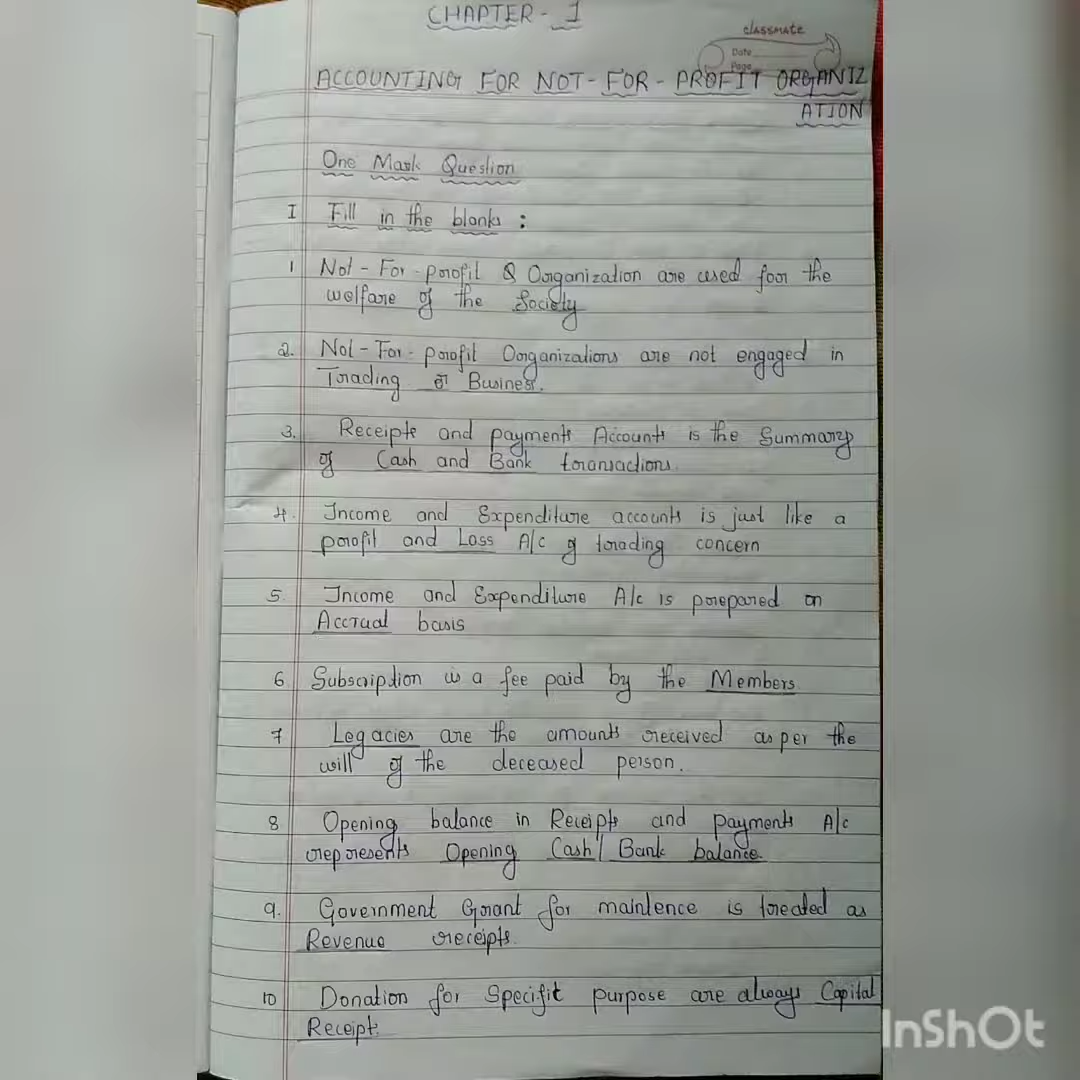 CHAPTER - 1
classmate
Date
Page
ACCOUNTING FOR NOT - FOR - PROFIT ORGANIZ
ATION
One Mark Question
I Fill in the blanks :
1 Not - For - profit & Organization are used for the
welfare of the Society
2. Not - For - profit Organizations are not engaged in
Trading or Business.
3. Receipts and payments Accounts is the Summary
of Cash and Bank transactions.
4. Income and Expenditure accounts is just like a
profit and Loss A/c of trading concern
5. Income and Expenditure A/c is prepared on
Accrual basis
6 Subscription is a fee paid by the Members
7 Legacies are the amounts received as per the
will of the deceased person.
8 Opening balance in Receipts and payments A/c
represents Opening Cash/ Bank balance.
9. Government Grant for maintence is treated as
Revenue receipts.
10 Donation for Specifit purpose are always Capital
Receipt.
InShOt